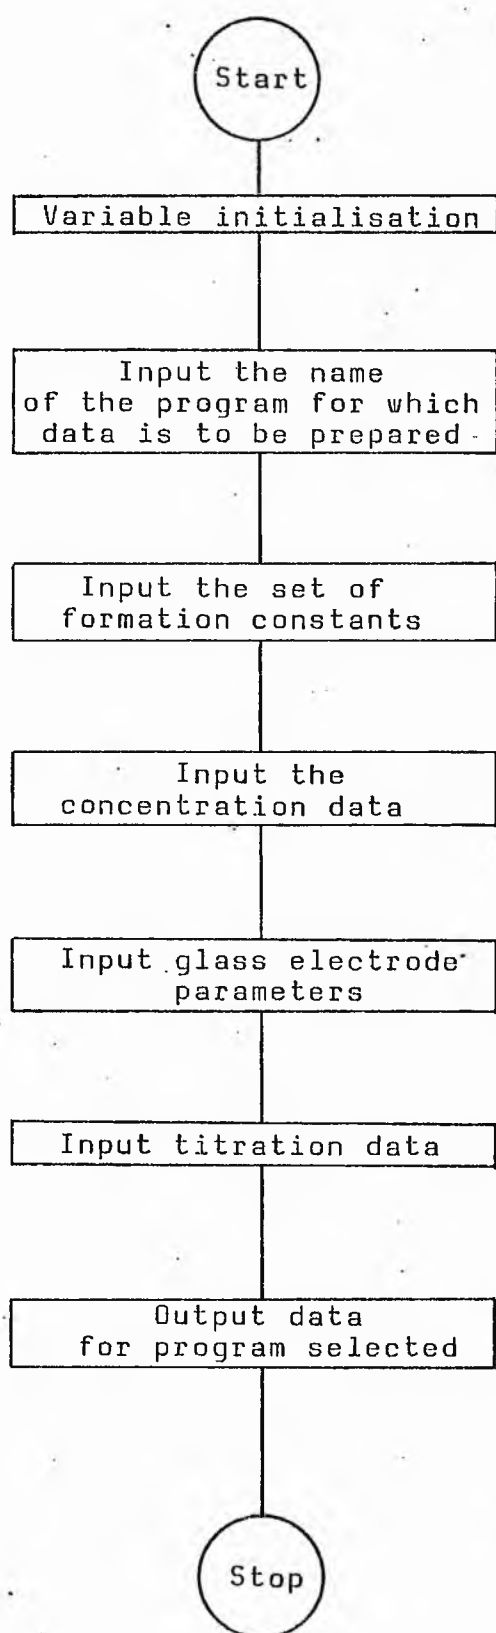 Start
Variable initialisation
Input the name
of the program for which
data is to be prepared
Input the set of
formation constants
Input the
concentration data
Input glass electrode
parameters
Input titration data
Output data
for program selected
Stop